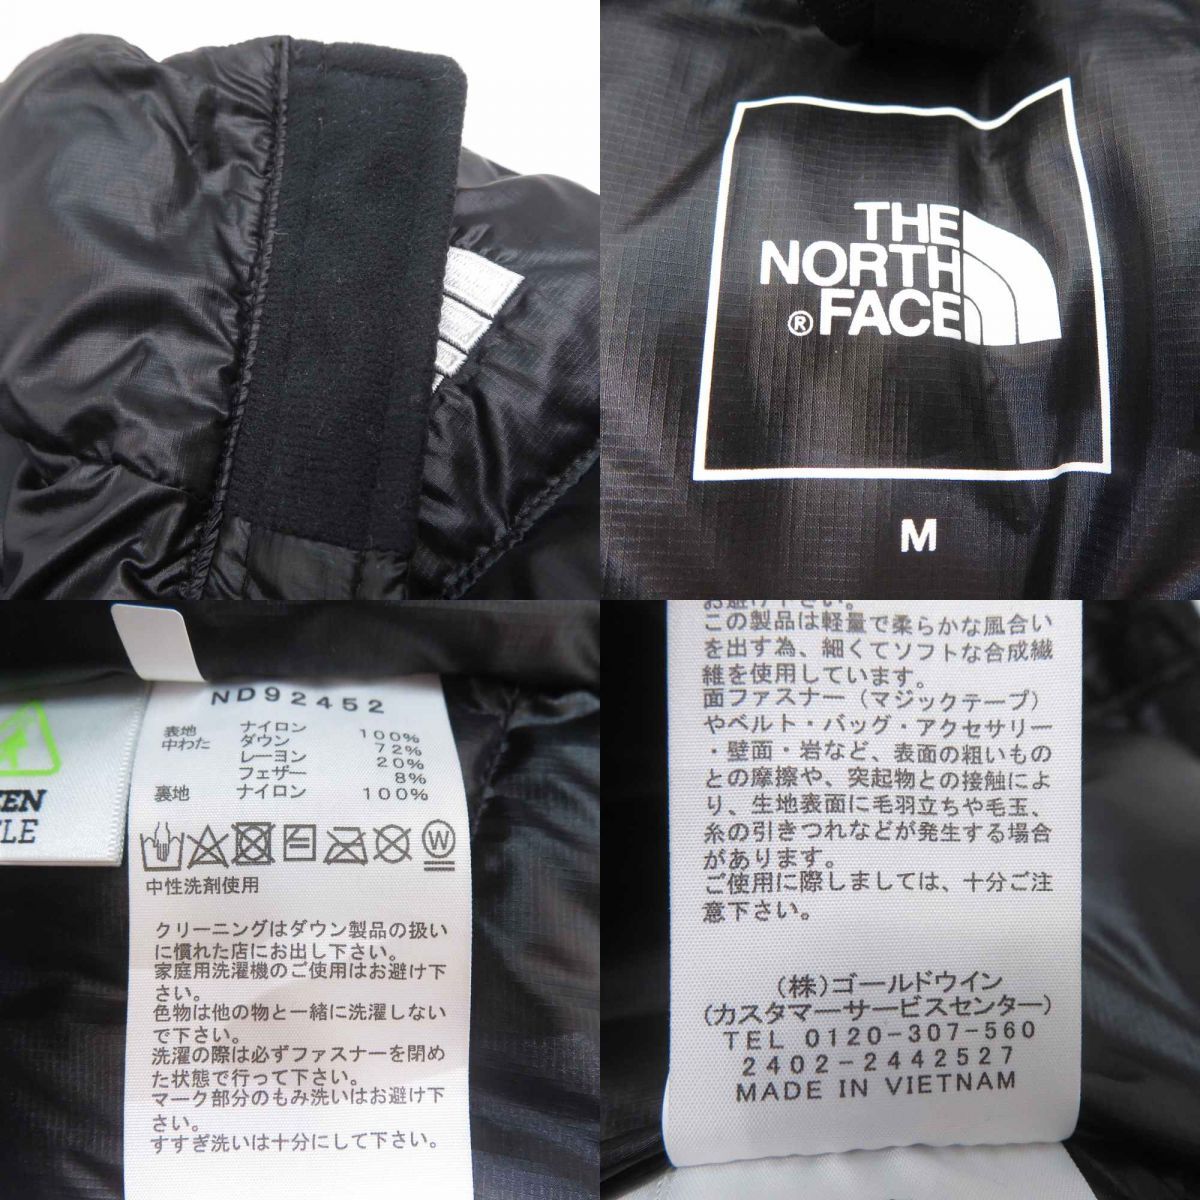 THE
NORTH
FACE
®
M
ND92452
表地 ナイロン 100%
中わた ダウン 72%
レーヨン 20%
フェザー 8%
裏地 ナイロン 100%
W
中性洗剤使用
クリーニングはダウン製品の扱い
に慣れた店にお出し下さい。
家庭用洗濯機のご使用はお避け下
さい。
色物は他の物と一緒に洗濯しない
で下さい。
洗濯の際は必ずファスナーを閉め
た状態で行って下さい。
マーク部分のもみ洗いはお避け下
さい。
すすぎ洗いは十分にして下さい。
お避け下さい。
この製品は軽量で柔らかな風合い
を出す為、細くてソフトな合成繊
維を使用しています。
面ファスナー(マジックテープ)
やベルト・バッグ・アクセサリー
・壁面・岩など、表面の粗いもの
との摩擦や、突起物との接触によ
り、生地表面に毛羽立ちや毛玉、
糸の引きつれなどが発生する場合
があります。
ご使用に際しましては、十分ご注
意下さい。
(株)ゴールドウイン
(カスタマーサービスセンター)
TEL 0120-307-560
2402-2442527
MADE IN VIETNAM